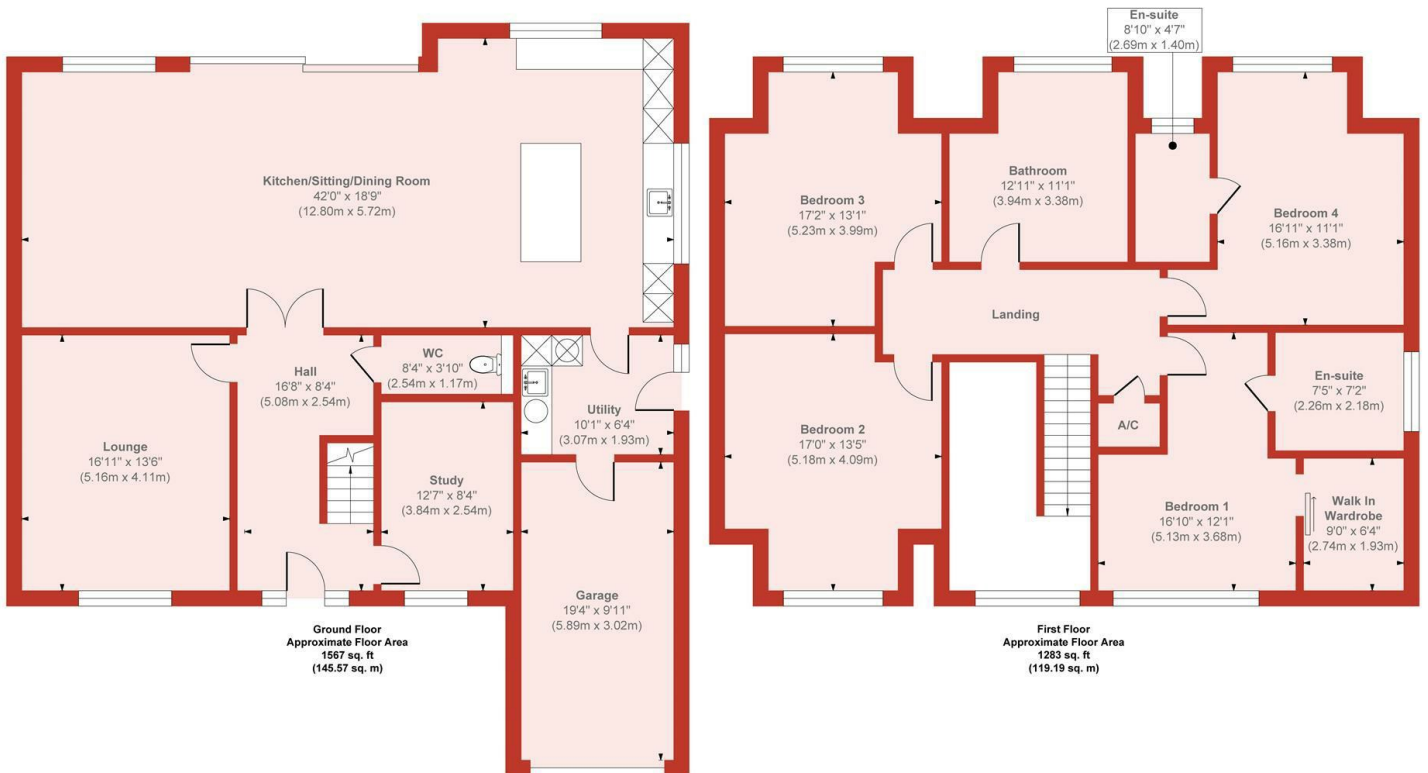 Kitchen/Sitting/Dining Room
42'0" x 18'9"
(12.80m x 5.72m)
Lounge
16'11" x 13'6"
(5.16m x 4.11m)
Hall
16'8" x 8'4"
(5.08m x 2.54m)
WC
8'4" x 3'10"
(2.54m x 1.17m)
Study
12'7" x 8'4"
(3.84m x 2.54m)
Utility
10'1" x 6'4"
(3.07m x 1.93m)
Garage
19'4" x 9'11"
(5.89m x 3.02m)
Ground Floor
Approximate Floor Area
1567 sq. ft
(145.57 sq. m)
En-suite
8'10" x 4'7"
(2.69m x 1.40m)
Bedroom 3
17'2" x 13'1"
(5.23m x 3.99m)
Bathroom
12'11" x 11'1"
(3.94m x 3.38m)
Bedroom 4
16'11" x 11'1"
(5.16m x 3.38m)
Landing
Bedroom 2
17'0" x 13'5"
(5.18m x 4.09m)
A/C
En-suite
7'5" x 7'2"
(2.26m x 2.18m)
Bedroom 1
16'10" x 12'1"
(5.13m x 3.68m)
Walk In
Wardrobe
9'0" x 6'4"
(2.74m x 1.93m)
First Floor
Approximate Floor Area
1283 sq. ft
(119.19 sq. m)